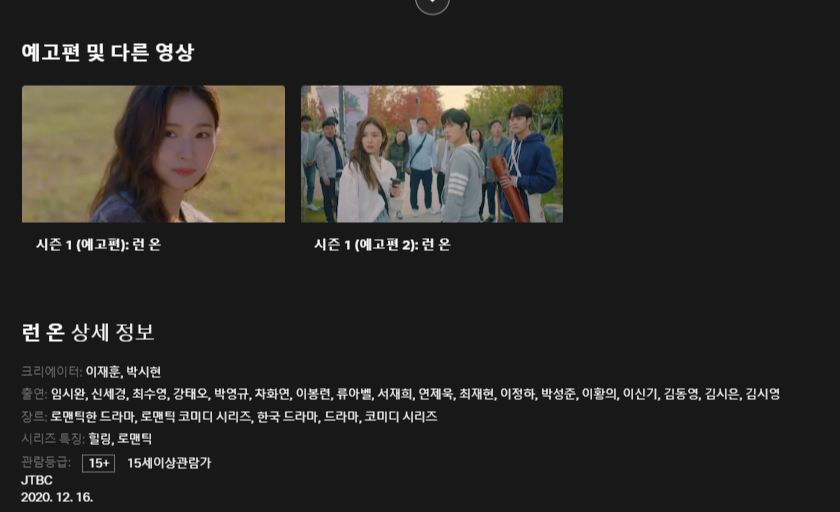 예고편 및 다른 영상
시즌 1 (예고편): 런 온
시즌 1 (예고편 2): 런 온
런 온 상세 정보
크리에이터: 이재훈, 박시현
출연: 임시완, 신세경, 최수영, 강태오, 박영규, 차화연, 이봉련, 류아벨, 서재희, 연제욱, 최재현, 이정하, 박성준, 이황의, 이신기, 김동영, 김시은, 김시영
장르: 로맨틱한 드라마, 로맨틱 코미디 시리즈, 한국 드라마, 드라마, 코미디 시리즈
시리즈 특징: 힐링, 로맨틱
관람등급: 15+ 15세이상관람가
JTBC
2020. 12. 16.